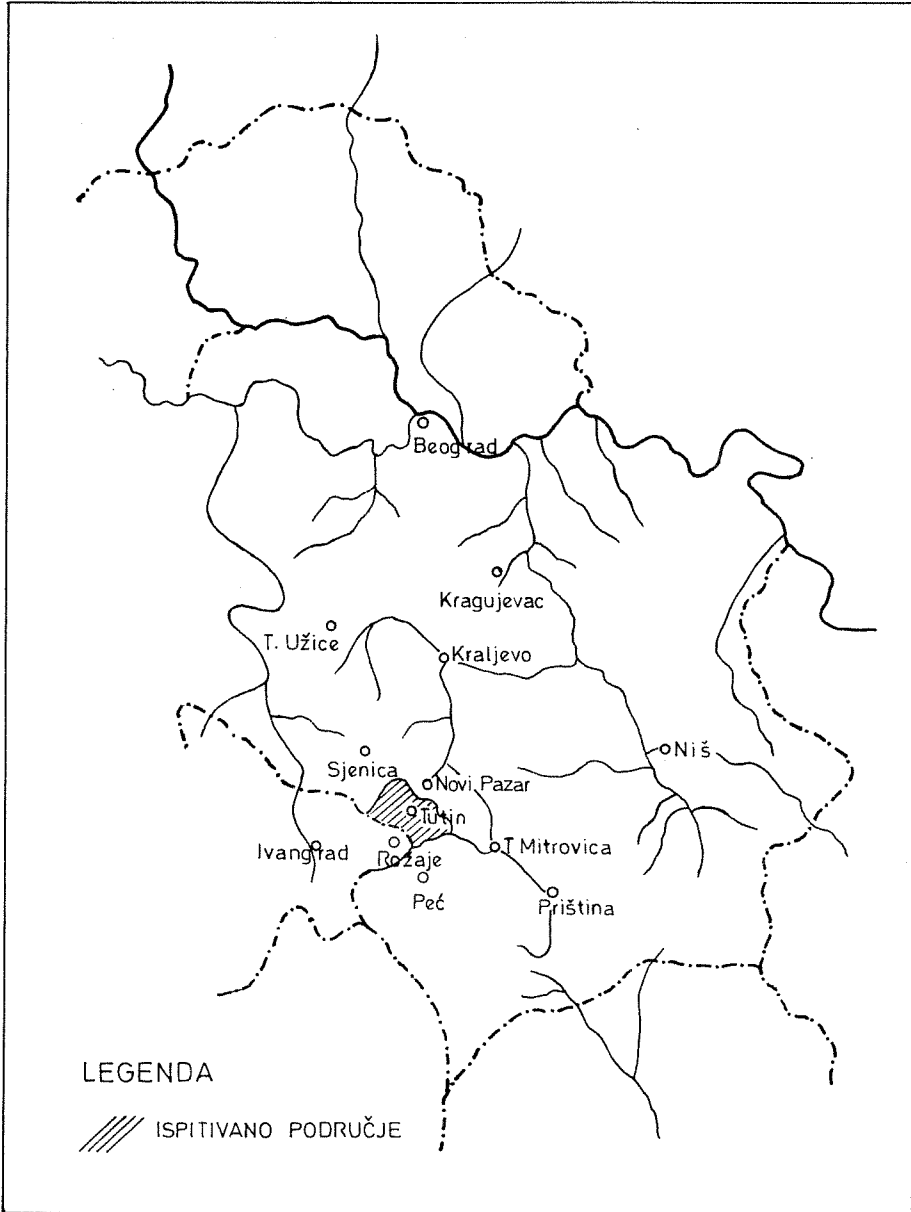 Beograd
Kragujevac
T. Užice
Kraljevo
Niš
Sjenica
Novi Pazar
Tutin
Ivangrad
Rožaje
T Mitrovica
Peć
Priština
LEGENDA
ISPITIVANO PODRUČJE